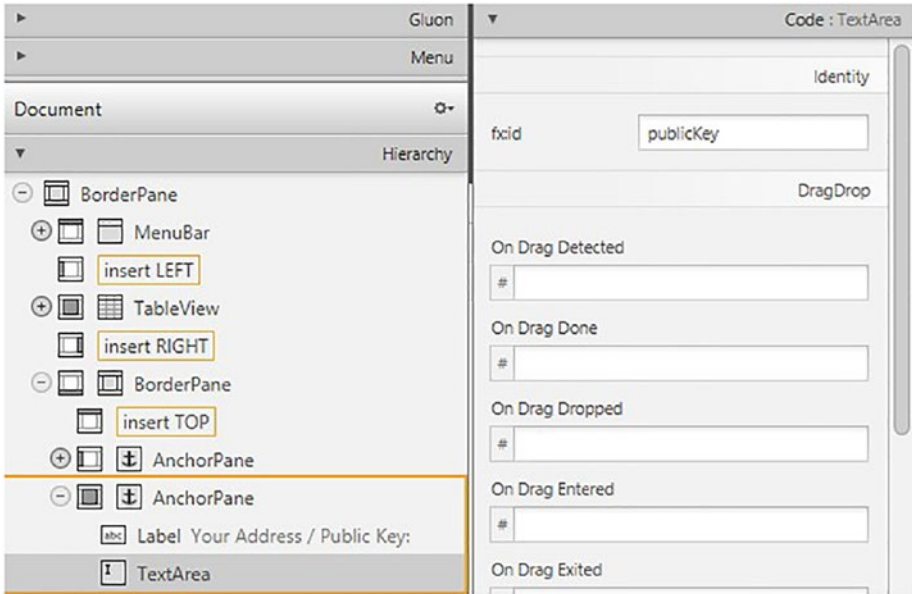 Gluon
Menu
Document
Hierarchy
BorderPane
MenuBar
insert LEFT
TableView
insert RIGHT
BorderPane
insert TOP
AnchorPane
AnchorPane
abc Label Your Address / Public Key:
I TextArea
Code : TextArea
Identity
fx:id publicKey
DragDrop
On Drag Detected
#
On Drag Done
#
On Drag Dropped
#
On Drag Entered
#
On Drag Exited